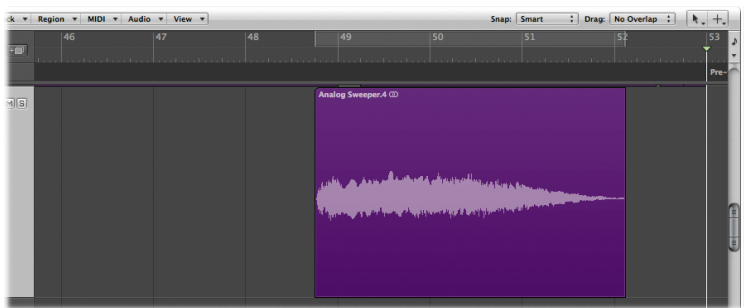 ck Region MIDI Audio View Snap: Smart Drag: No Overlap
46 47 48 49 50 51 52 53
Pre-
M S
Analog Sweeper.4